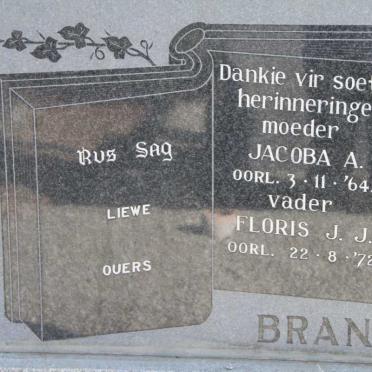 Rus Sag
LIEWE
OUERS
Dankie vir soet
herinneringe
moeder
JACOBA A.
OORL. 3·11·'64
vader
FLORIS J. J.
OORL. 22·8·'72
BRAN